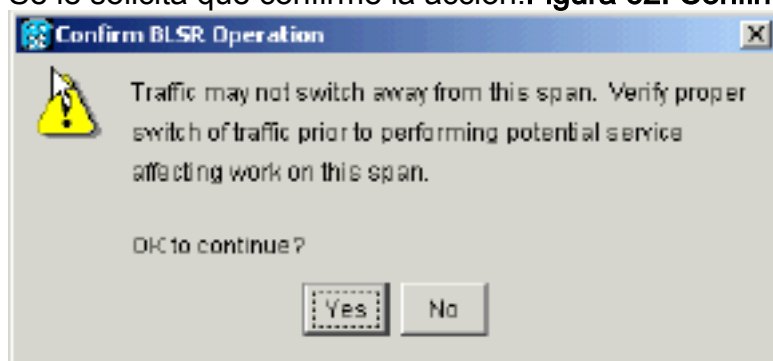 Se le solicita que confirme la acción.Figura 62. Confir
Confirm BLSR Operation
Traffic may not switch away from this span. Verify proper
switch of traffic prior to performing potential service
affecting work on this span.
OK to continue?
Yes No